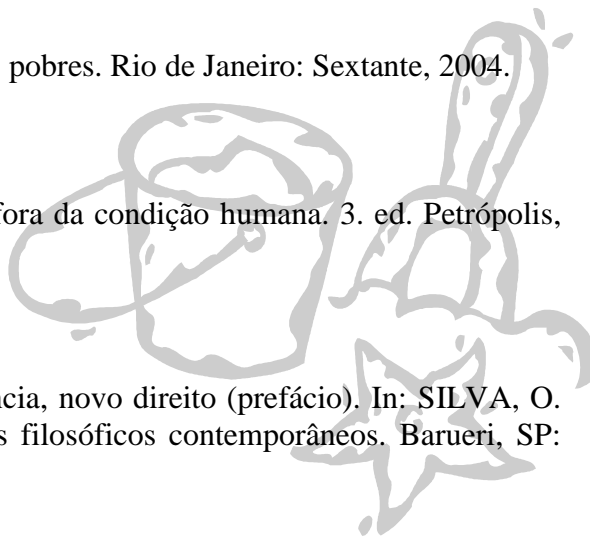 pobres. Rio de Janeiro: Sextante, 2004.
fora da condição humana. 3. ed. Petrópolis,
ncia, novo direito (prefácio). In: SILVA, O.
s filosóficos contemporâneos. Barueri, SP: